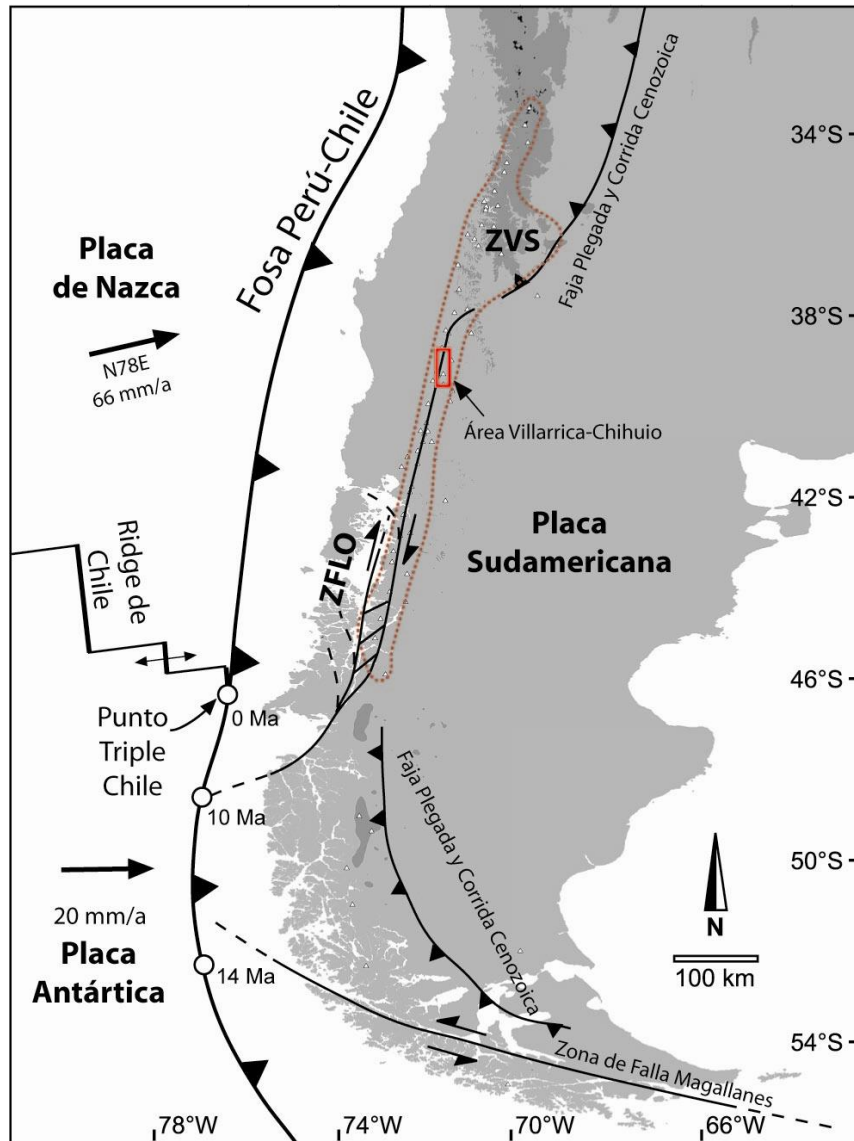 Fosa Perú-Chile
Faja Plegada y Corrida Cenozoica
34°S
Placa
de Nazca
ZVS
N78E
66 mm/a
38°S
Área Villarrica-Chihuio
42°S
Placa
Sudamericana
Ridge de
Chile
ZFLO
46°S
0 Ma
Punto
Triple
Chile
10 Ma
Faja Plegada y Corrida Cenozoica
50°S
20 mm/a
Placa
Antártica
N
100 km
14 Ma
54°S
Zona de Falla Magallanes
78°W
74°W
70°W
66°W